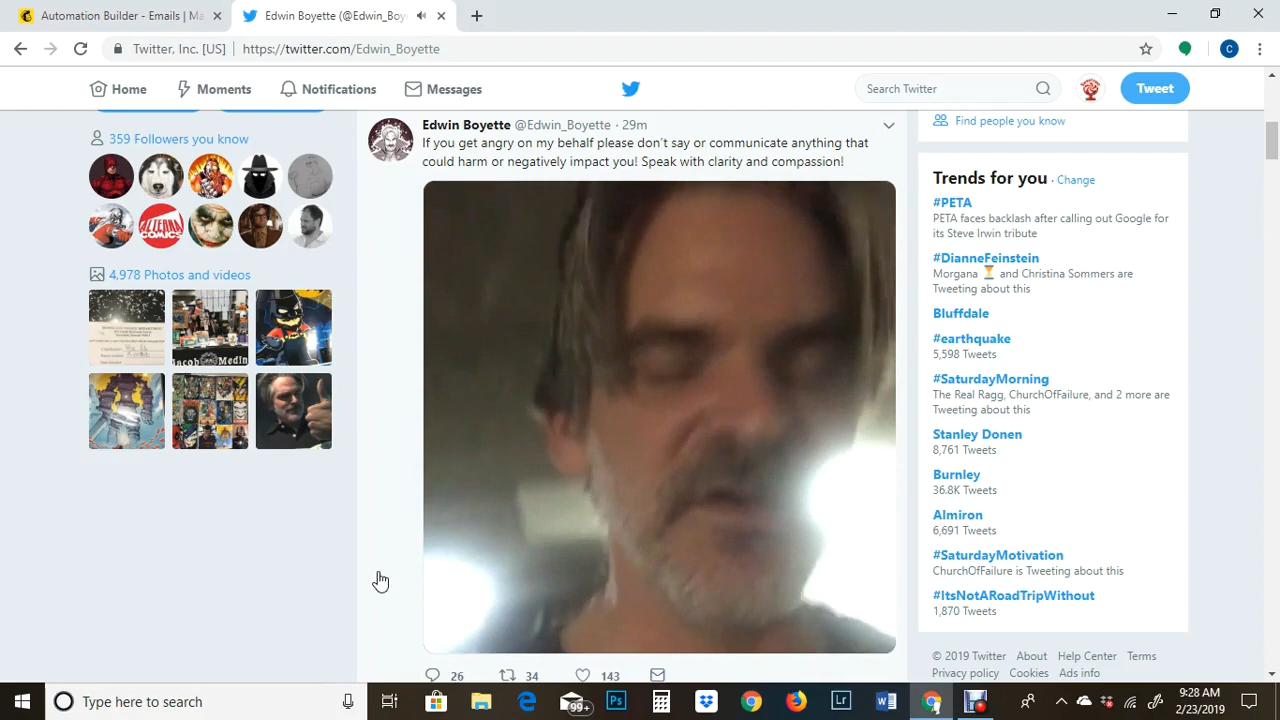 Automation Builder - Emails | Ma
Edwin Boyette (@Edwin_Boy
Twitter, Inc. [US] | https://twitter.com/Edwin_Boyette
C
Home
Moments
Notifications
Messages
Search Twitter
Tweet
359 Followers you know
ALTERNA
COMICS
4,978 Photos and videos
Jacob Medin
Edwin Boyette @Edwin_Boyette · 29m
If you get angry on my behalf please don't say or communicate anything that
could harm or negatively impact you! Speak with clarity and compassion!
26
34
143
Find people you know
Trends for you · Change
#PETA
PETA faces backlash after calling out Google for
its Steve Irwin tribute
#DianneFeinstein
Morgana ⏳ and Christina Sommers are
Tweeting about this
Bluffdale
#earthquake
5,598 Tweets
#SaturdayMorning
The Real Ragg, ChurchOfFailure, and 2 more are
Tweeting about this
Stanley Donen
8,761 Tweets
Burnley
36.8K Tweets
Almiron
6,691 Tweets
#SaturdayMotivation
ChurchOfFailure is Tweeting about this
#ItsNotARoadTripWithout
1,870 Tweets
© 2019 Twitter About Help Center Terms
Privacy policy Cookies Ads info
Type here to search
99+
Ps
Lr
9:28 AM
2/23/2019